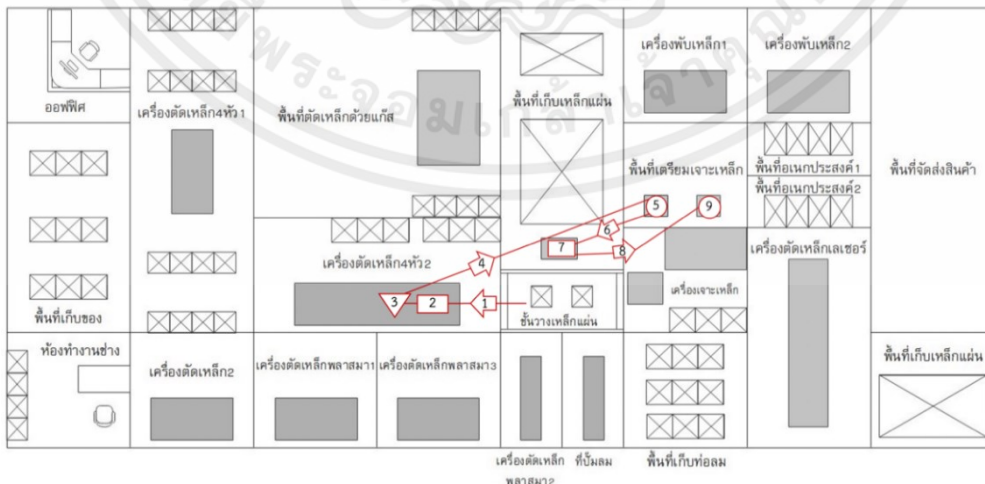 พระจอมเกล้าเจ้าคุณ
ออฟฟิศ
เครื่องตัดเหล็ก4หัว1
พื้นที่ตัดเหล็กด้วยแก๊ส
พื้นที่เก็บเหล็กแผ่น
เครื่องพับเหล็ก1
เครื่องพับเหล็ก2
พื้นที่เตรียมเจาะเหล็ก
พื้นที่อเนกประสงค์1
พื้นที่อเนกประสงค์2
พื้นที่จัดส่งสินค้า
5
9
6
7
8
4
เครื่องตัดเหล็ก4หัว2
เครื่องตัดเหล็กเลเซอร์
3
2
1
เครื่องเจาะเหล็ก
ชั้นวางเหล็กแผ่น
พื้นที่เก็บของ
ห้องทำงานช่าง
เครื่องตัดเหล็ก2
เครื่องตัดเหล็กพลาสมา1
เครื่องตัดเหล็กพลาสมา3
พื้นที่เก็บเหล็กแผ่น
เครื่องตัดเหล็ก
พลาสมา2
ที่ปั๊มลม
พื้นที่เก็บท่อลม